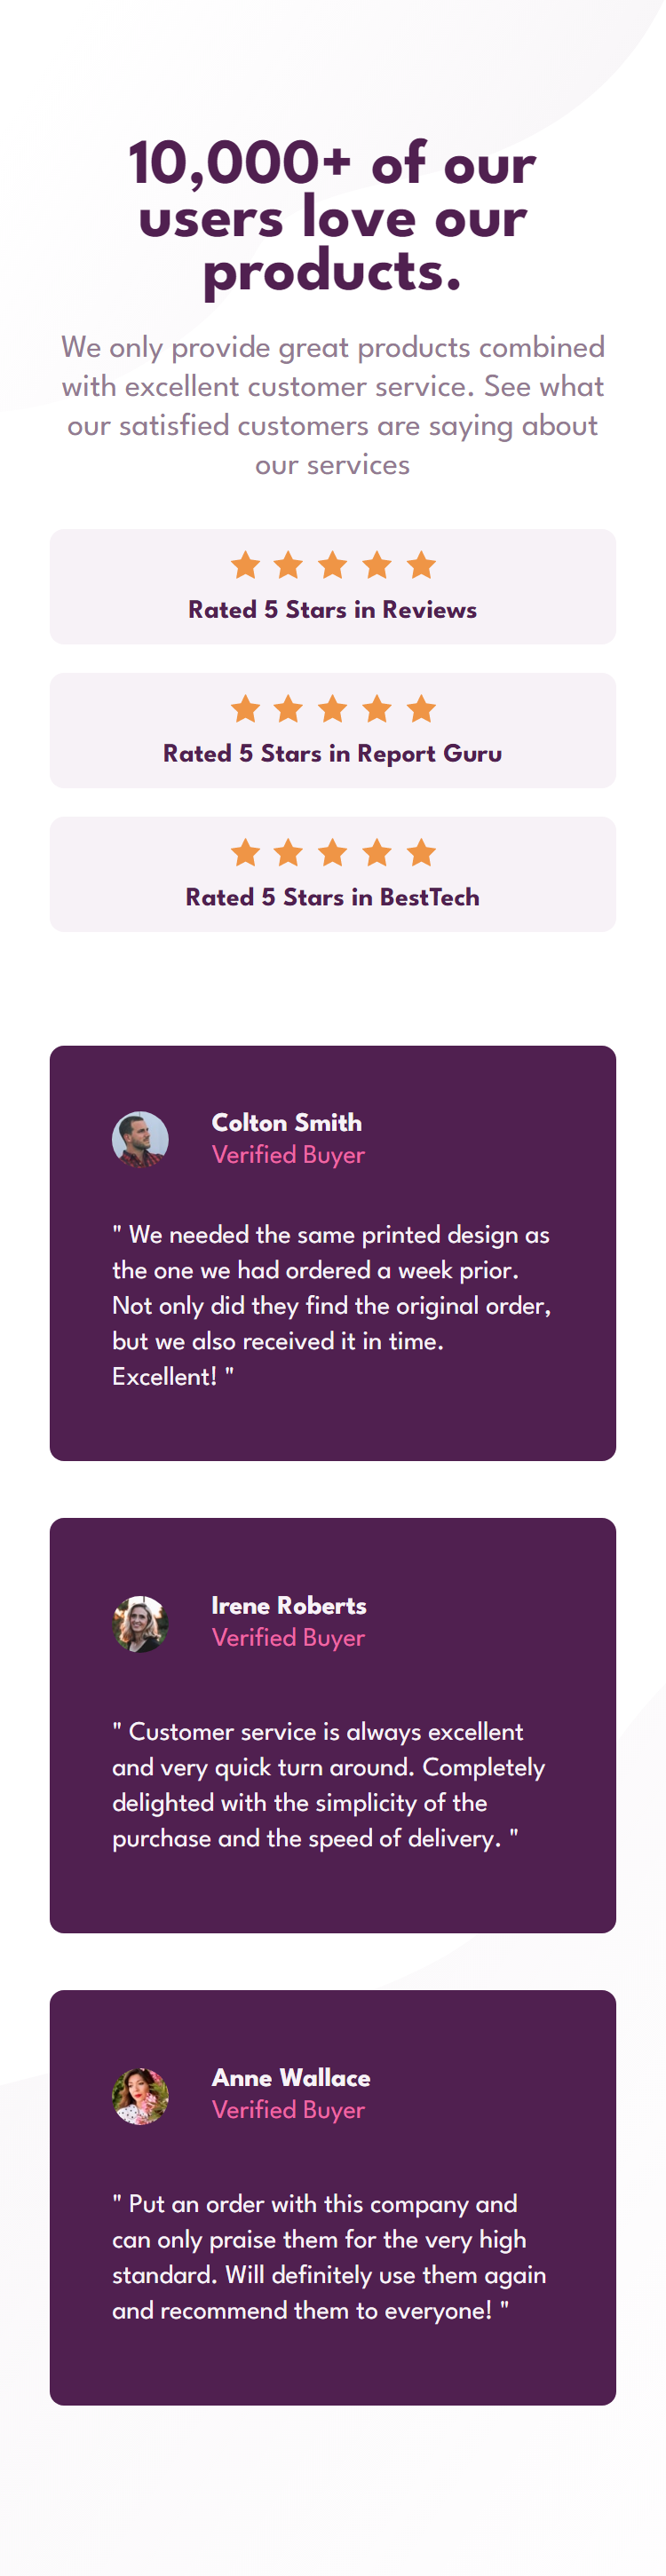 10,000+ of our
users love our
products.
We only provide great products combined
with excellent customer service. See what
our satisfied customers are saying about
our services
Rated 5 Stars in Reviews
Rated 5 Stars in Report Guru
Rated 5 Stars in BestTech
Colton Smith
Verified Buyer
" We needed the same printed design as
the one we had ordered a week prior.
Not only did they find the original order,
but we also received it in time.
Excellent! "
Irene Roberts
Verified Buyer
" Customer service is always excellent
and very quick turn around. Completely
delighted with the simplicity of the
purchase and the speed of delivery. "
Anne Wallace
Verified Buyer
" Put an order with this company and
can only praise them for the very high
standard. Will definitely use them again
and recommend them to everyone! "